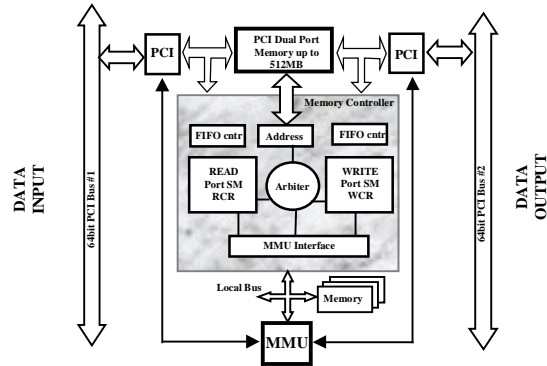 PCI
PCI Dual Port
Memory up to
512MB
PCI
Memory Controller
FIFO cntr
Address
FIFO cntr
READ
Port SM
RCR
Arbiter
WRITE
Port SM
WCR
MMU Interface
DATA
INPUT
64bit PCI Bus #1
64bit PCI Bus #2
DATA
OUTPUT
Local Bus
Memory
MMU